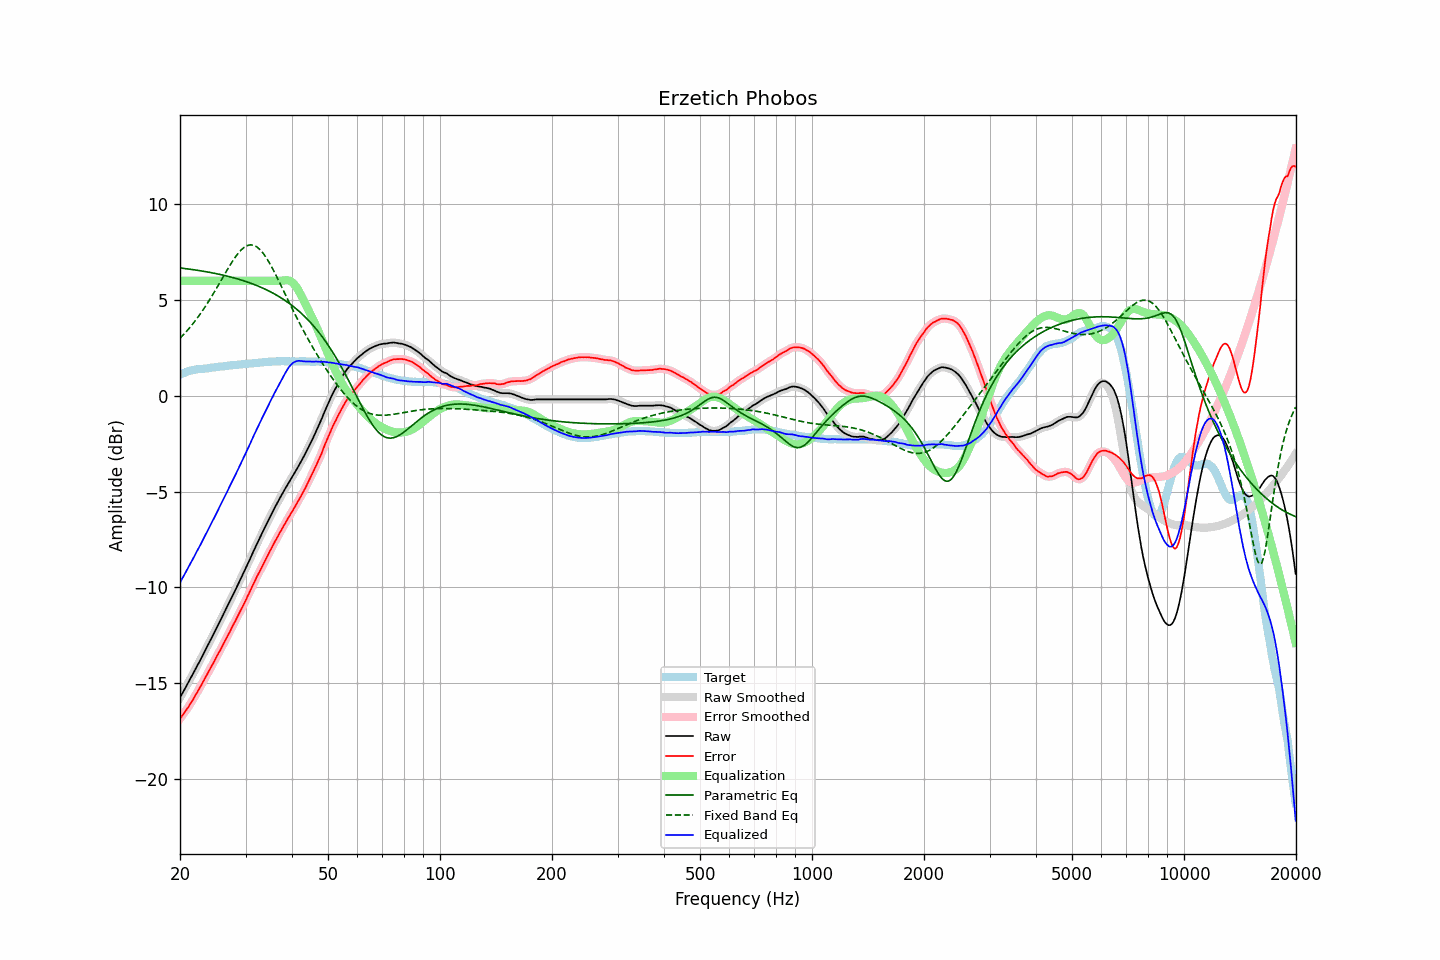 Erzetich Phobos
Amplitude (dBr)
10
5
0
−5
−10
−15
−20
Target
Raw Smoothed
Error Smoothed
Raw
Error
Equalization
Parametric Eq
Fixed Band Eq
Equalized
20
50
100
200
500
1000
2000
5000
10000
20000
Frequency (Hz)